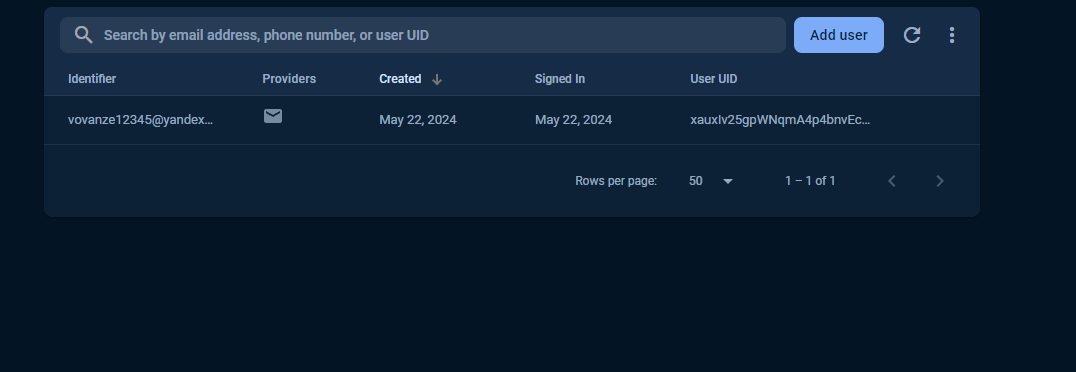 Search by email address, phone number, or user UID Add user
Identifier Providers Created Signed In User UID
vovanze12345@yandex... May 22, 2024 May 22, 2024 xauxIv25gpWNqmA4p4bnvEc...
Rows per page: 50 1 – 1 of 1